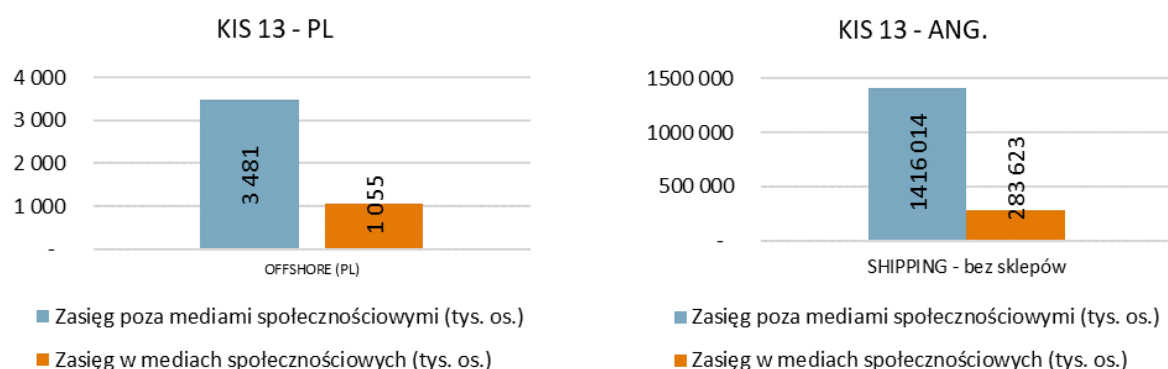 KIS 13 - PL
4 000
3 000
2 000
1 000
-
3 481
1 055
OFFSHORE (PL)
Zasięg poza mediami społecznościowymi (tys. os.)
Zasięg w mediach społecznościowych (tys. os.)
KIS 13 - ANG.
1500 000
1000 000
500 000
-
1416 014
283 623
SHIPPING - bez sklepów
Zasięg poza mediami społecznościowymi (tys. os.)
Zasięg w mediach społecznościowych (tys. os.)